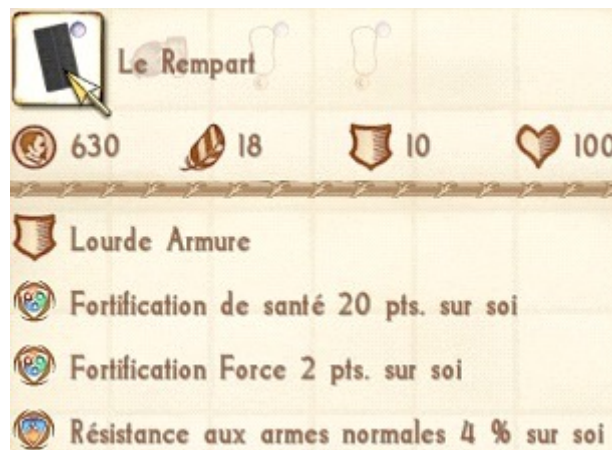 Le Rempart
630 18 10 100
Lourde Armure
Fortification de santé 20 pts. sur soi
Fortification Force 2 pts. sur soi
Résistance aux armes normales 4 % sur soi